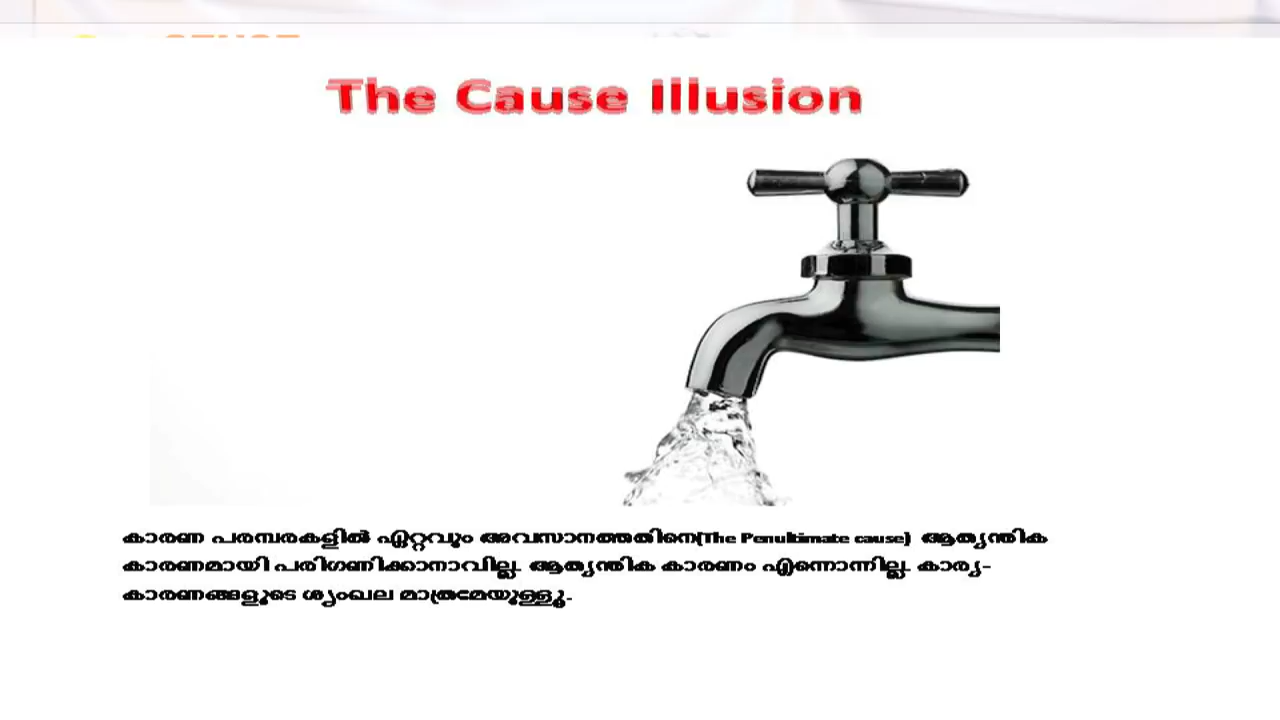 The Cause Illusion
കാരണ പരമ്പരകളിൽ ഏറ്റവും അവസാനത്തതിനെ(The Penultimate cause) ആത്യന്തിക
കാരണമായി പരിഗണിക്കാനാവില്ല. ആത്യന്തിക കാരണം എന്നൊന്നില്ല. കാര്യ-
കാരണങ്ങളുടെ ശൃംഖല മാത്രമേയുള്ളൂ.